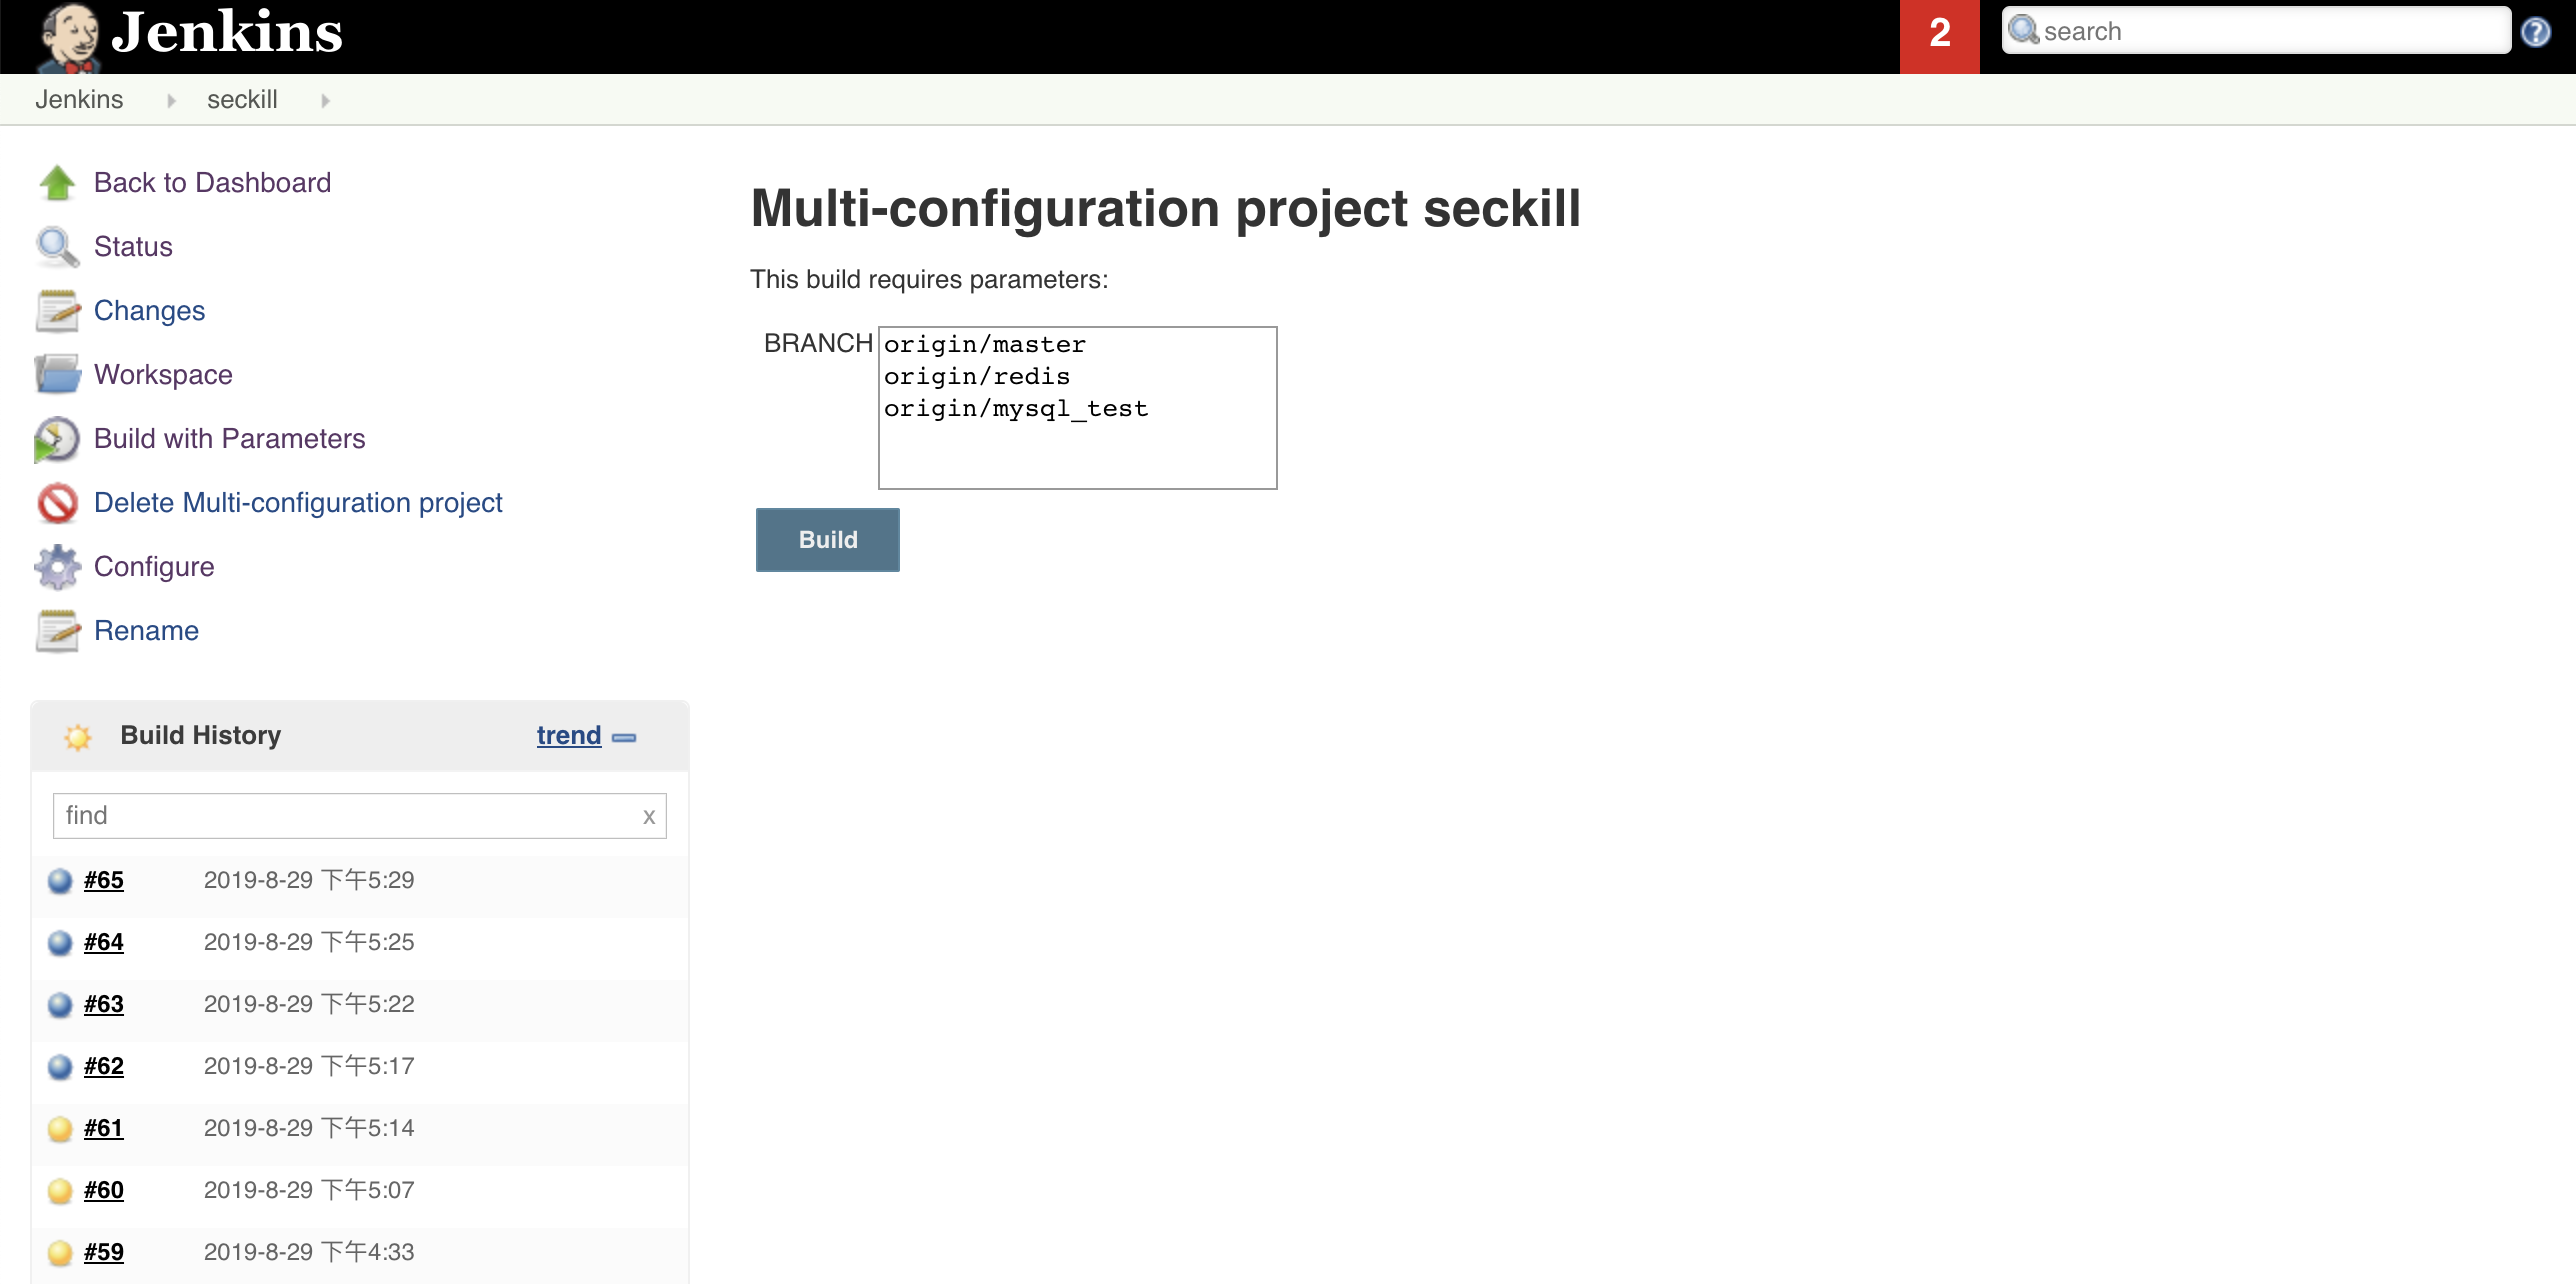 Jenkins
2
search
Jenkins
seckill
Back to Dashboard
Status
Changes
Workspace
Build with Parameters
Delete Multi-configuration project
Configure
Rename
Build History
trend
find
x
#65 2019-8-29 下午5:29
#64 2019-8-29 下午5:25
#63 2019-8-29 下午5:22
#62 2019-8-29 下午5:17
#61 2019-8-29 下午5:14
#60 2019-8-29 下午5:07
#59 2019-8-29 下午4:33
Multi-configuration project seckill
This build requires parameters:
BRANCH
origin/master
origin/redis
origin/mysql_test
Build